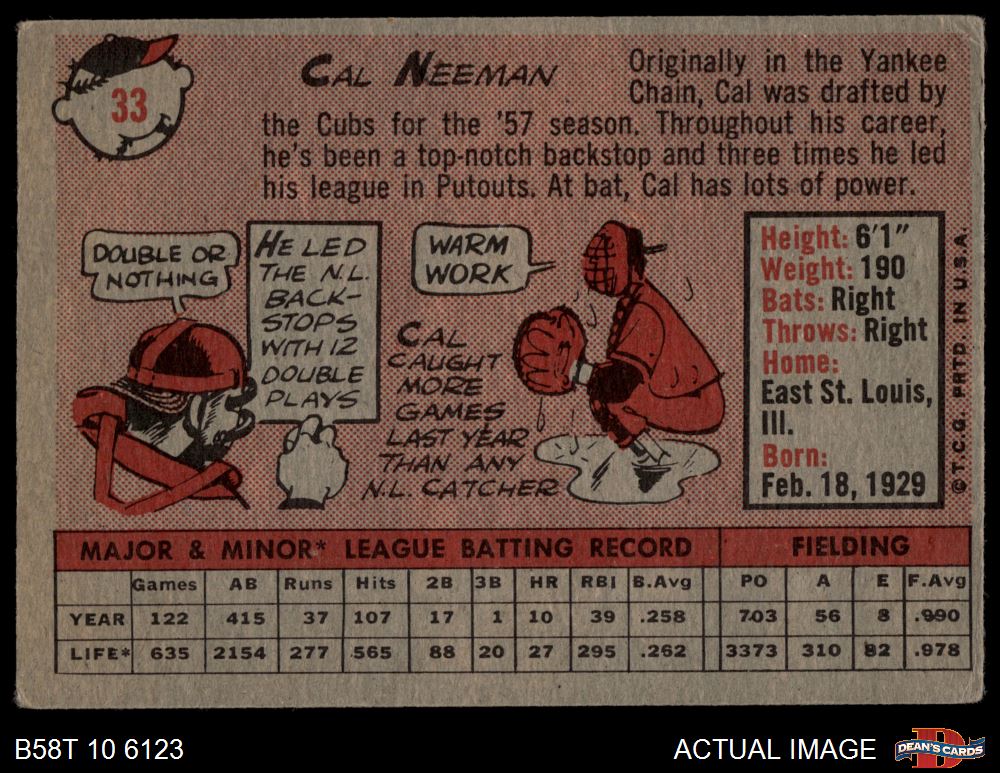 33
CAL NEEMAN
Originally in the Yankee
Chain, Cal was drafted by
the Cubs for the '57 season. Throughout his career,
he's been a top-notch backstop and three times he led
his league in Putouts. At bat, Cal has lots of power.
DOUBLE OR
NOTHING
HE LED
THE N.L.
BACK-
STOPS
WITH 12
DOUBLE
PLAYS
WARM
WORK
CAL
CAUGHT
MORE
GAMES
LAST YEAR
THAN ANY
N.L. CATCHER
Height: 6'1"
Weight: 190
Bats: Right
Throws: Right
Home:
East St. Louis,
Ill.
Born:
Feb. 18, 1929
© T.C.G. PRTD. IN U.S.A.
MAJOR & MINOR* LEAGUE BATTING RECORD FIELDING
Games AB Runs Hits 2B 3B HR RBI B.Avg PO A E F.Avg
YEAR 122 415 37 107 17 1 10 39 .258 703 56 8 .990
LIFE* 635 2154 277 565 88 20 27 295 .262 3373 310 82 .978
B58T 10 6123
ACTUAL IMAGE
D
DEAN'S CARDS